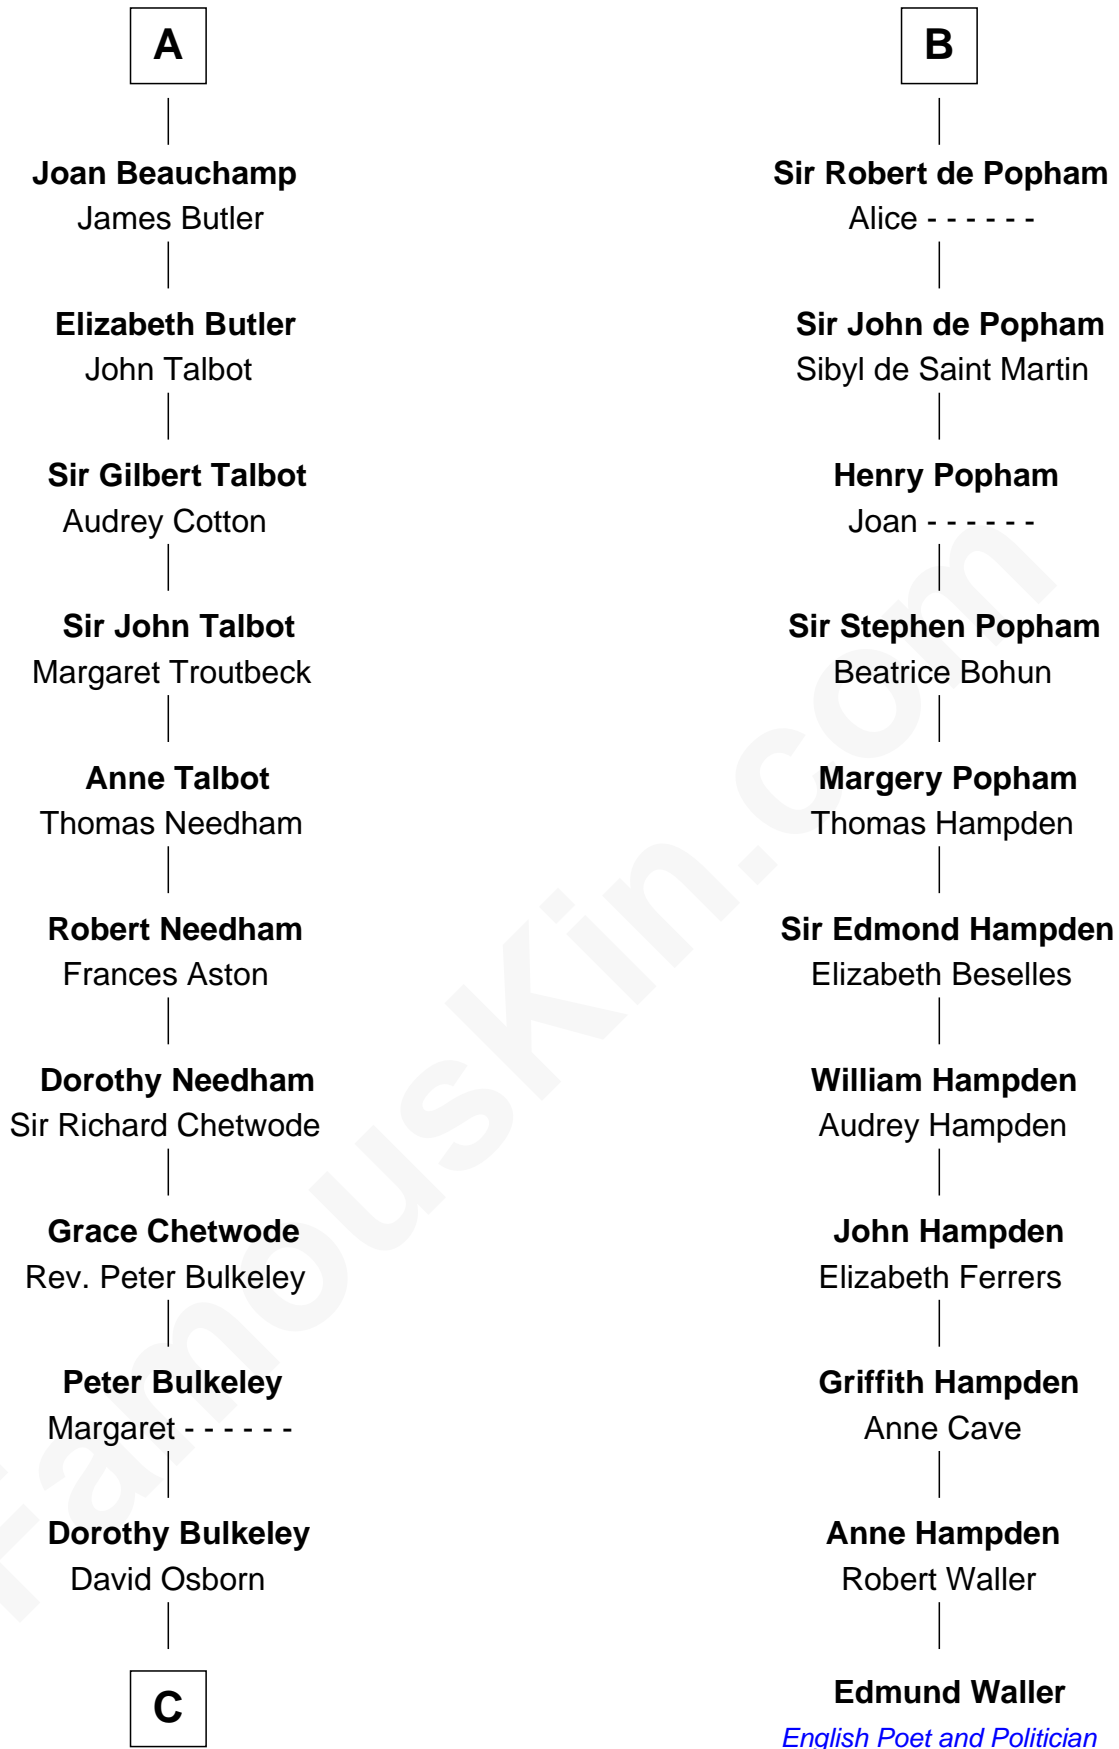 A
Joan Beauchamp
James Butler
Elizabeth Butler
John Talbot
Sir Gilbert Talbot
Audrey Cotton
Sir John Talbot
Margaret Troutbeck
Anne Talbot
Thomas Needham
Robert Needham
Frances Aston
Dorothy Needham
Sir Richard Chetwode
Grace Chetwode
Rev. Peter Bulkeley
Peter Bulkeley
Margaret - - - - - -
Dorothy Bulkeley
David Osborn
C
B
Sir Robert de Popham
Alice - - - - - -
Sir John de Popham
Sibyl de Saint Martin
Henry Popham
Joan - - - - - -
Sir Stephen Popham
Beatrice Bohun
Margery Popham
Thomas Hampden
Sir Edmond Hampden
Elizabeth Beselles
William Hampden
Audrey Hampden
John Hampden
Elizabeth Ferrers
Griffith Hampden
Anne Cave
Anne Hampden
Robert Waller
Edmund Waller
English Poet and Politician
FamousKin.com